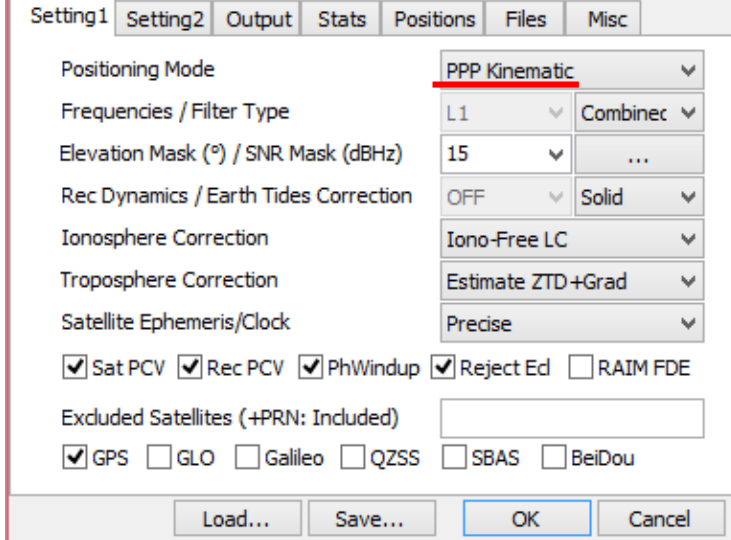 Setting1 Setting2 Output Stats Positions Files Misc
Positioning Mode PPP Kinematic
Frequencies / Filter Type L1 Combinec
Elevation Mask (°) / SNR Mask (dBHz) 15 ...
Rec Dynamics / Earth Tides Correction OFF Solid
Ionosphere Correction Iono-Free LC
Troposphere Correction Estimate ZTD+Grad
Satellite Ephemeris/Clock Precise
Sat PCV Rec PCV PhWindup Reject Ecl RAIM FDE
Excluded Satellites (+PRN: Included)
GPS GLO Galileo QZSS SBAS BeiDou
Load... Save... OK Cancel